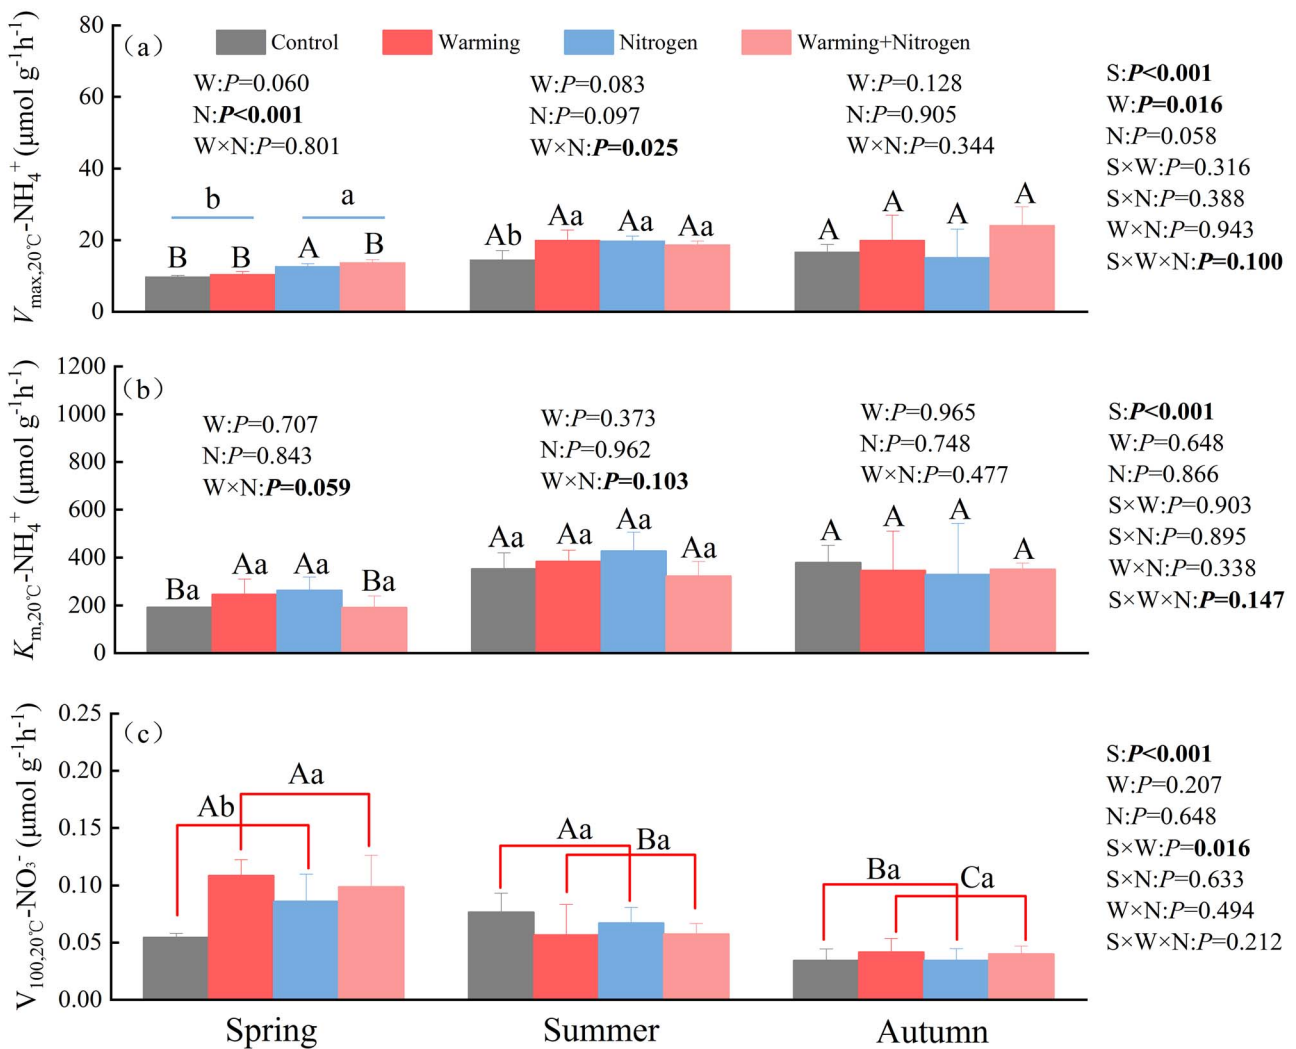 (a)
Control Warming Nitrogen Warming+Nitrogen
W:P=0.060
N:P<0.001
W×N:P=0.801
W:P=0.083
N:P=0.097
W×N:P=0.025
W:P=0.128
N:P=0.905
W×N:P=0.344
S:P<0.001
W:P=0.016
N:P=0.058
S×W:P=0.316
S×N:P=0.388
W×N:P=0.943
S×W×N:P=0.100
Vmax,20℃-NH4+ (μmol g-1h-1)
80
60
40
20
0
b a
B B A B
Ab Aa Aa Aa
A A A A
(b)
W:P=0.707
N:P=0.843
W×N:P=0.059
W:P=0.373
N:P=0.962
W×N:P=0.103
W:P=0.965
N:P=0.748
W×N:P=0.477
S:P<0.001
W:P=0.648
N:P=0.866
S×W:P=0.903
S×N:P=0.895
W×N:P=0.338
S×W×N:P=0.147
Km,20℃-NH4+ (μmol g-1h-1)
1200
1000
800
600
400
200
0
Ba Aa Aa Ba
Aa Aa Aa Aa
A A A A
(c)
S:P<0.001
W:P=0.207
N:P=0.648
S×W:P=0.016
S×N:P=0.633
W×N:P=0.494
S×W×N:P=0.212
V100,20℃-NO3- (μmol g-1h-1)
0.25
0.20
0.15
0.10
0.05
0.00
Ab Aa
Aa Ba
Ba Ca
Spring Summer Autumn